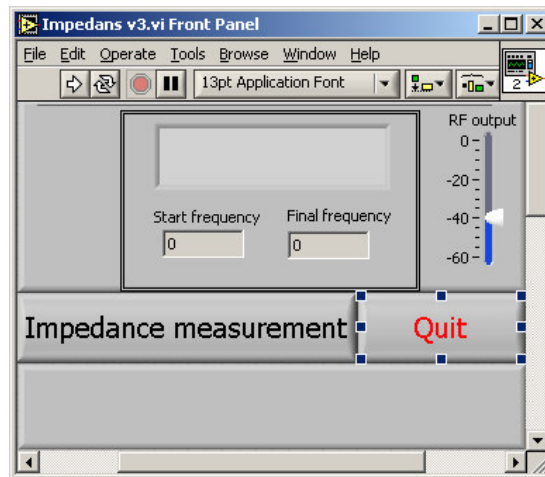 Impedans v3.vi Front Panel
File Edit Operate Tools Browse Window Help
13pt Application Font
2
RF output
0
-20
-40
-60
Start frequency Final frequency
0 0
Impedance measurement Quit